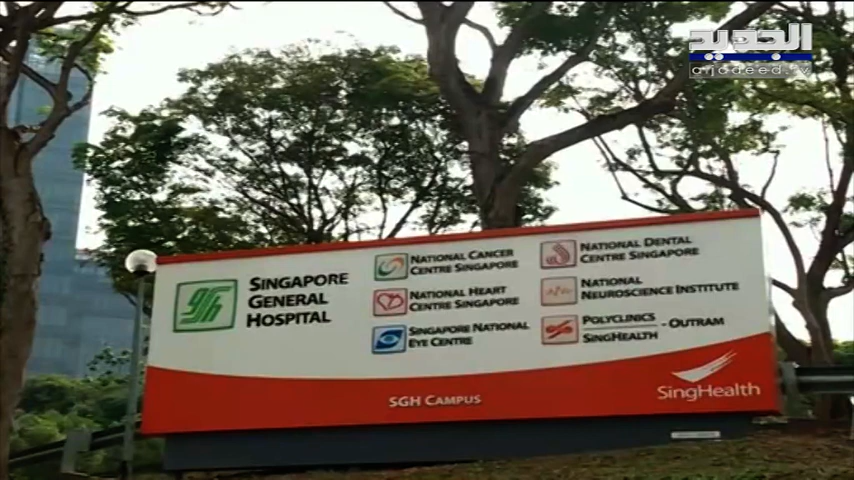 الجديد
aljadeed.tv
SINGAPORE
GENERAL
HOSPITAL
NATIONAL CANCER
CENTRE SINGAPORE
NATIONAL HEART
CENTRE SINGAPORE
SINGAPORE NATIONAL
EYE CENTRE
NATIONAL DENTAL
CENTRE SINGAPORE
NATIONAL
NEUROSCIENCE INSTITUTE
POLYCLINICS - OUTRAM
SINGHEALTH
SGH CAMPUS
SingHealth